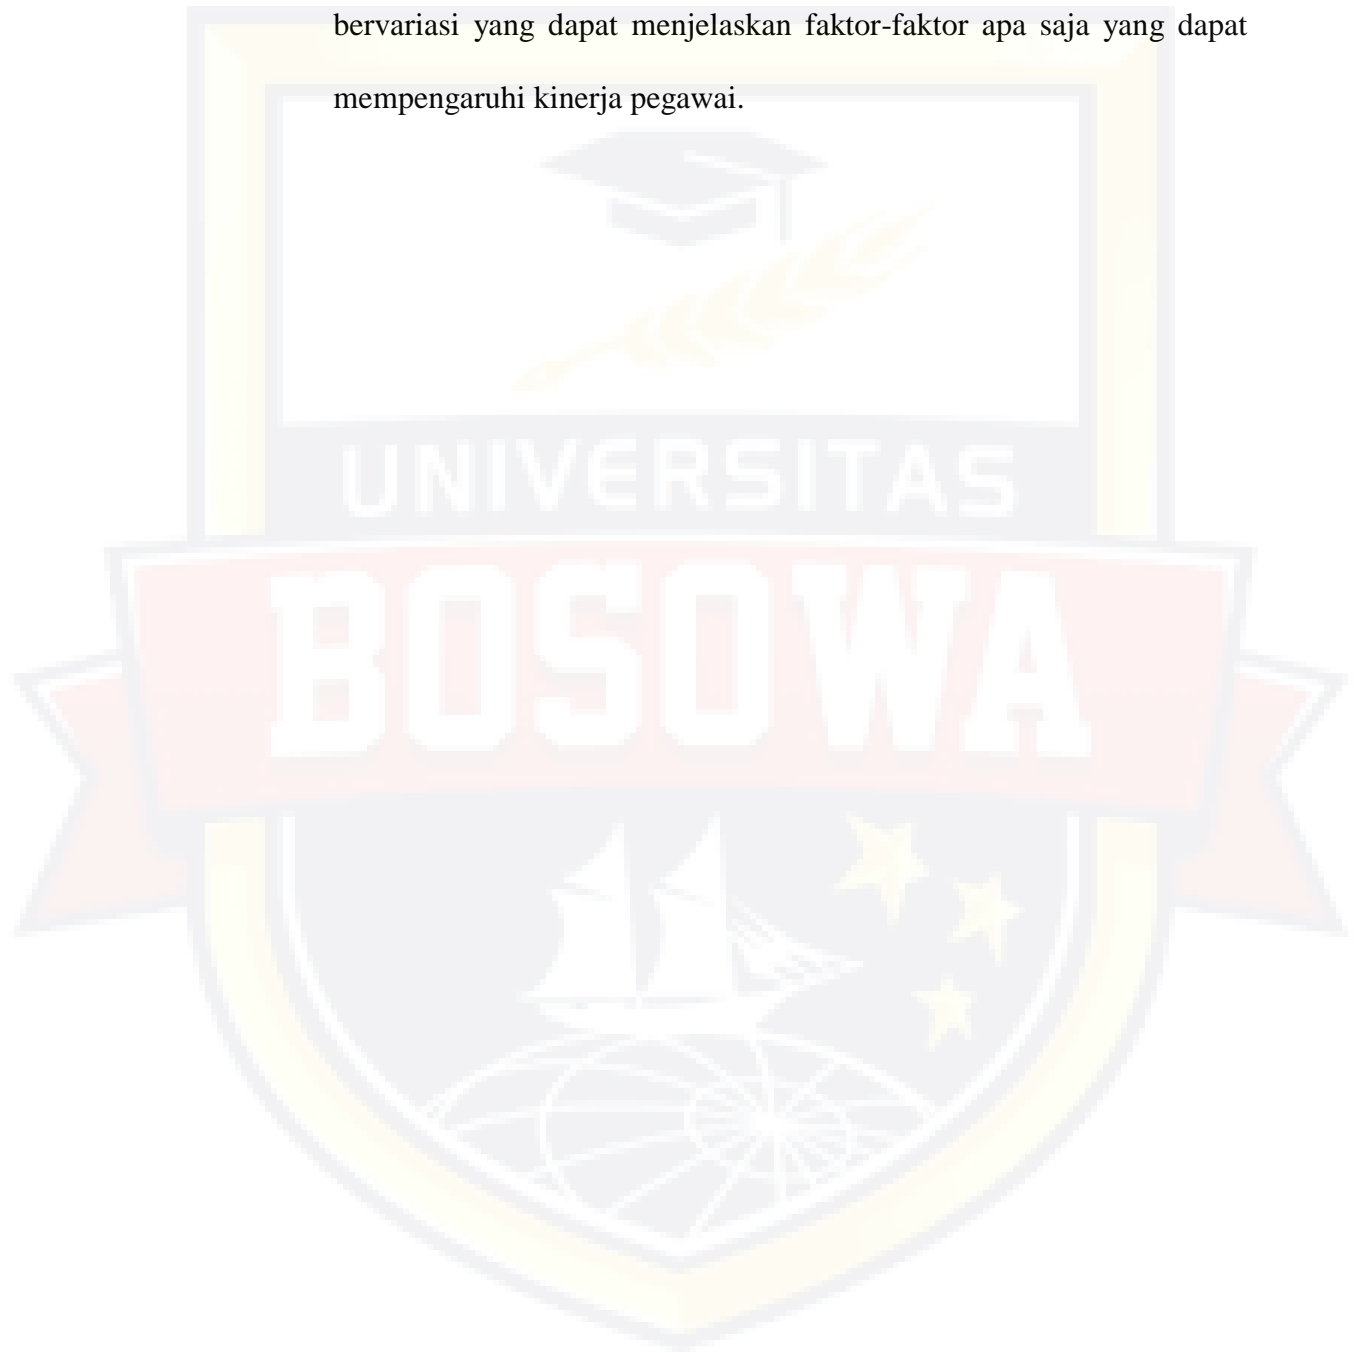 bervariasi yang dapat menjelaskan faktor-faktor apa saja yang dapat
mempengaruhi kinerja pegawai.
UNIVERSITAS
BOSOWA